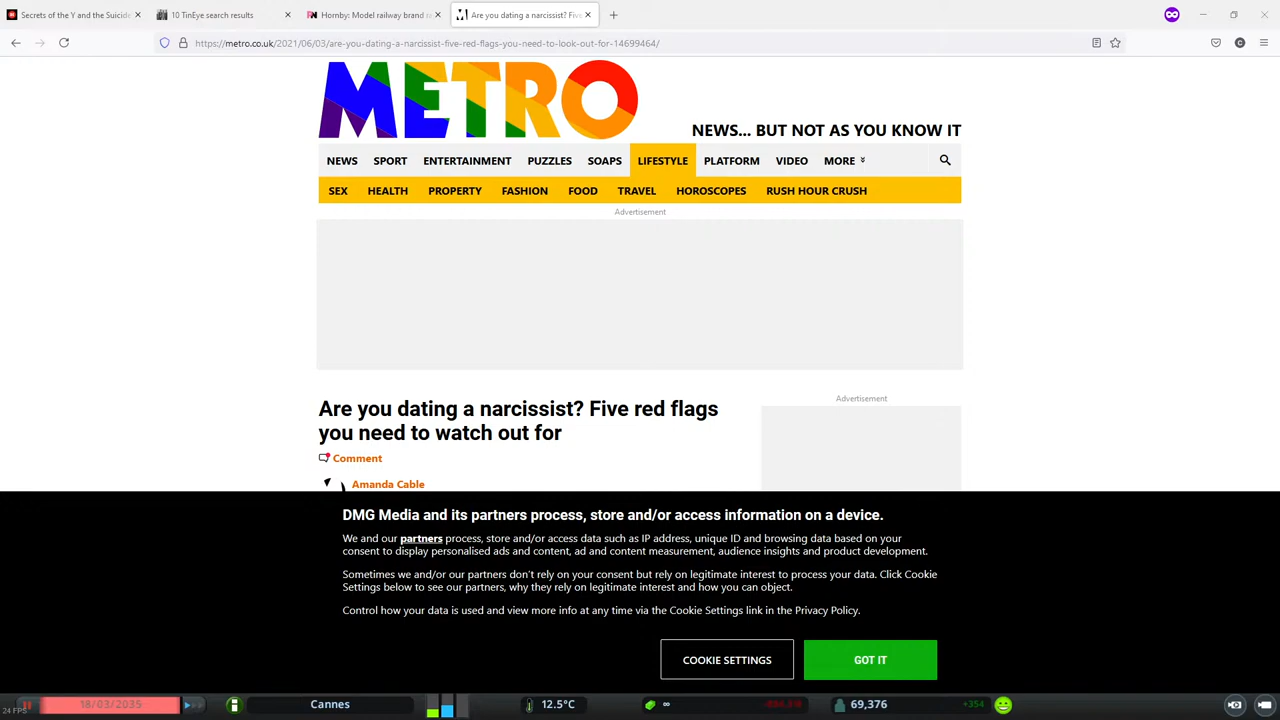 Secrets of the Y and the Suicide
10 TinEye search results
Hornby: Model railway brand ra
Are you dating a narcissist? Five
https://metro.co.uk/2021/06/03/are-you-dating-a-narcissist-five-red-flags-you-need-to-look-out-for-14699464/
METRO
NEWS... BUT NOT AS YOU KNOW IT
NEWS SPORT ENTERTAINMENT PUZZLES SOAPS LIFESTYLE PLATFORM VIDEO MORE
SEX HEALTH PROPERTY FASHION FOOD TRAVEL HOROSCOPES RUSH HOUR CRUSH
Advertisement
Are you dating a narcissist? Five red flags
you need to watch out for
Comment
Amanda Cable
Advertisement
DMG Media and its partners process, store and/or access information on a device.
We and our partners process, store and/or access data such as IP address, unique ID and browsing data based on your
consent to display personalised ads and content, ad and content measurement, audience insights and product development.
Sometimes we and/or our partners don't rely on your consent but rely on legitimate interest to process your data. Click Cookie
Settings below to see our partners, why they rely on legitimate interest and how you can object.
Control how your data is used and view more info at any time via the Cookie Settings link in the Privacy Policy.
COOKIE SETTINGS GOT IT
24 FPS 18/03/2035 Cannes 12.5°C ∞ 69,376 +354